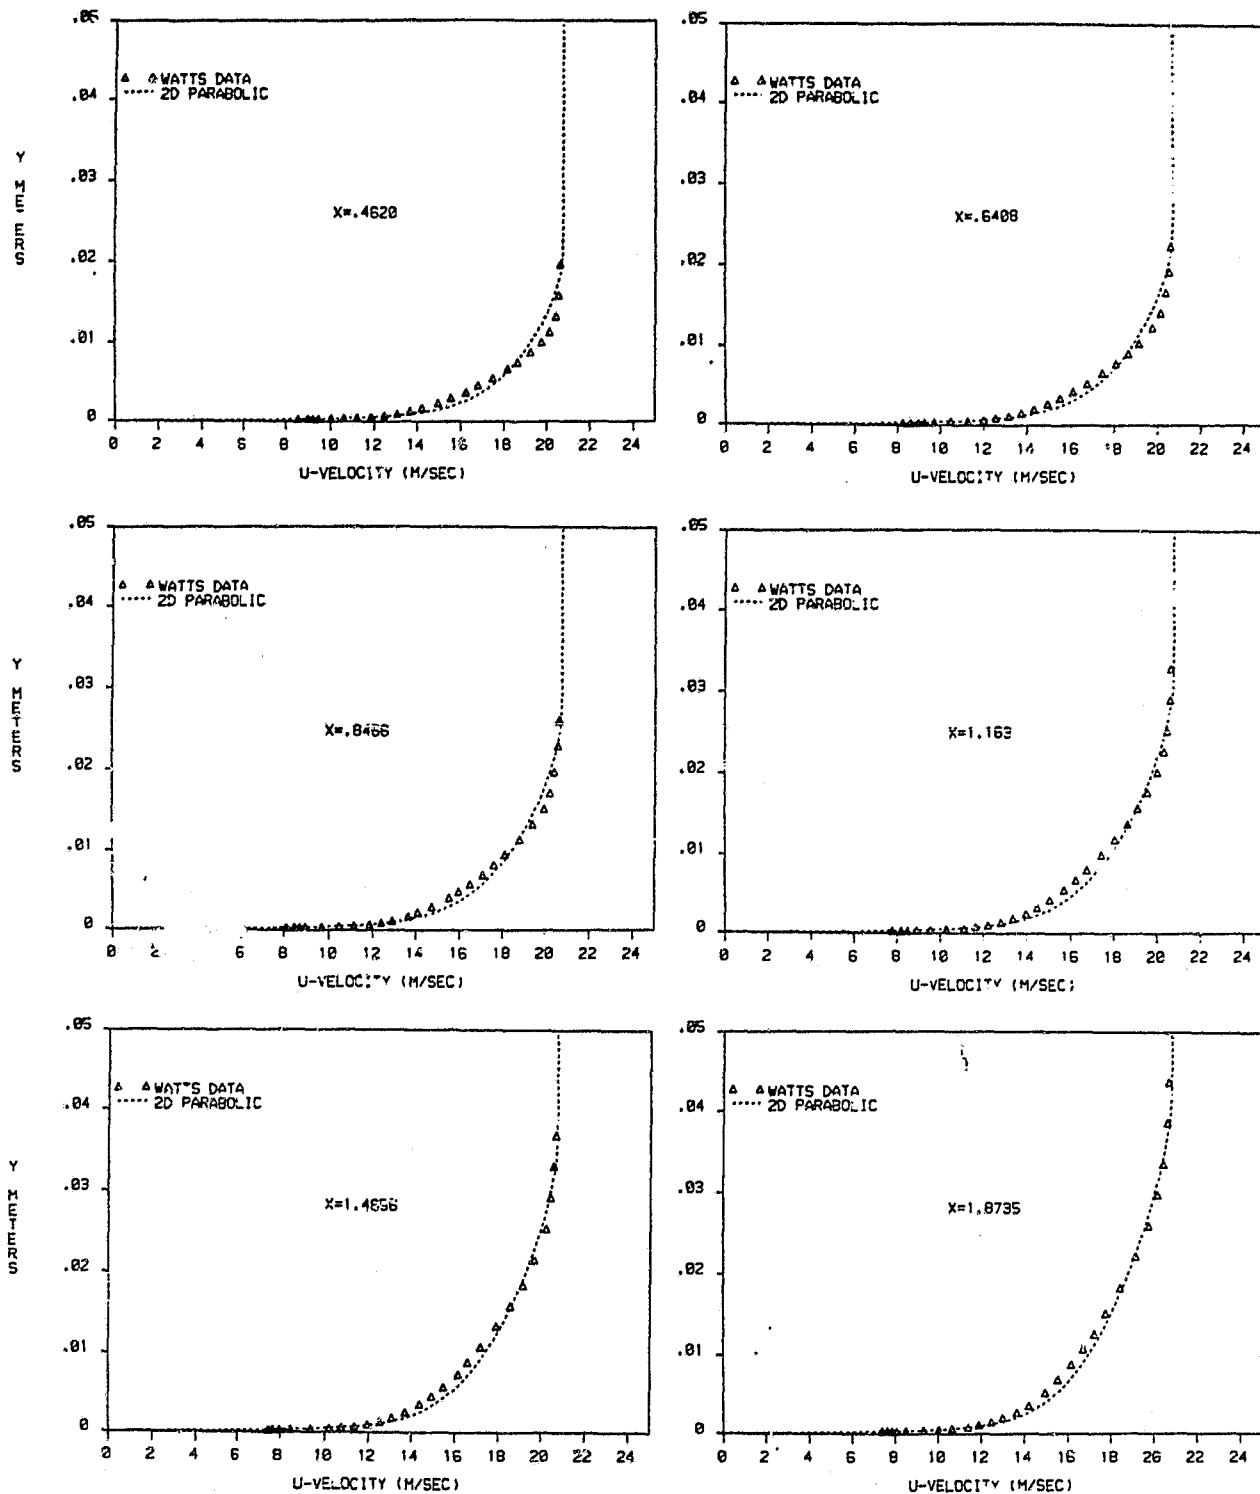 .05
.04
.03
.02
.01
0
Y METERS
WATTS DATA
2D PARABOLIC
X=.4620
0 2 4 6 8 10 12 14 16 18 20 22 24
U-VELOCITY (M/SEC)
.05
.04
.03
.02
.01
0
WATTS DATA
2D PARABOLIC
X=.6408
0 2 4 6 8 10 12 14 18 20 22 24
U-VELOCITY (M/SEC)
.05
.04
.03
.02
.01
0
Y METERS
WATTS DATA
2D PARABOLIC
X=.8466
0 2 6 8 10 12 14 16 18 20 22 24
U-VELOCITY (M/SEC)
.05
.04
.03
.02
.01
0
WATTS DATA
2D PARABOLIC
X=1.163
0 2 4 6 8 10 12 14 16 18 20 22 24
U-VELOCITY (M/SEC)
.05
.04
.03
.02
.01
0
Y METERS
WATTS DATA
2D PARABOLIC
X=1.4856
0 2 4 6 8 10 12 14 16 18 20 22 24
U-VELOCITY (M/SEC)
.05
.04
.03
.02
.01
0
WATTS DATA
2D PARABOLIC
X=1.8735
0 2 4 6 8 10 12 14 16 18 20 22 24
U-VELOCITY (M/SEC)